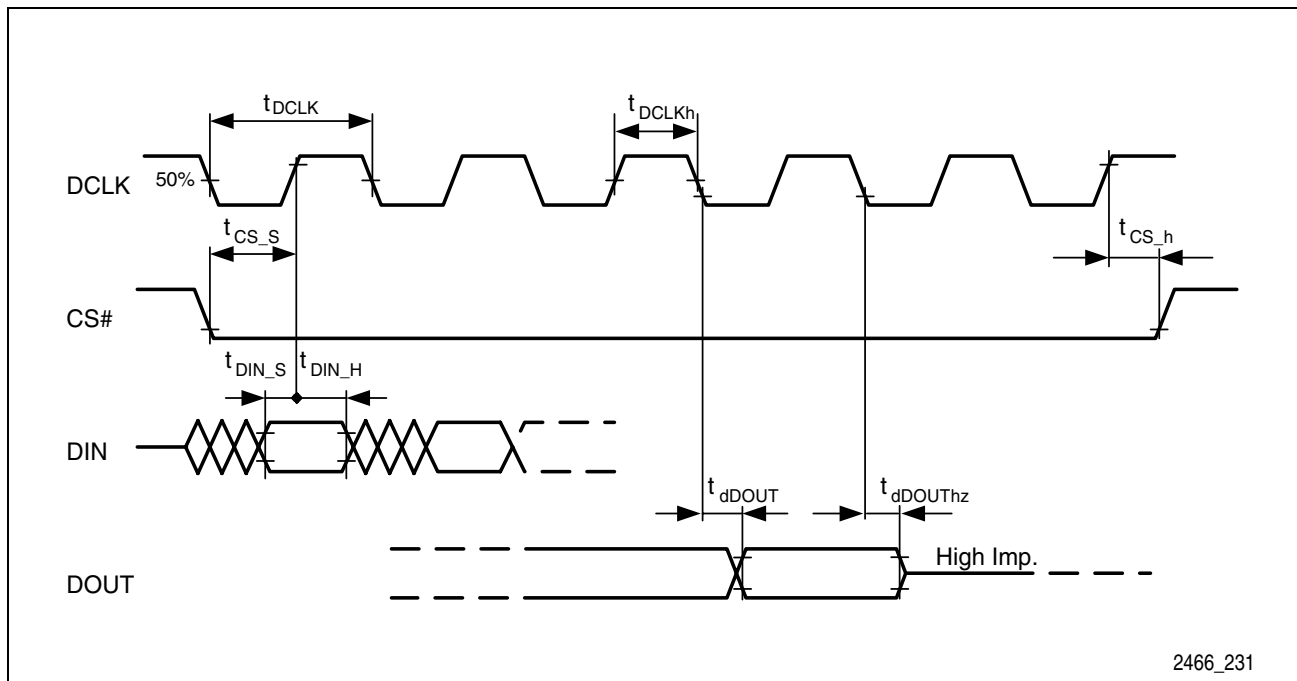 tDCLK
tDCLKh
DCLK
50%
tCS_S
tCS_h
CS#
tDIN_S
tDIN_H
DIN
tdDOUT
tdDOUThz
High Imp.
DOUT
2466_231